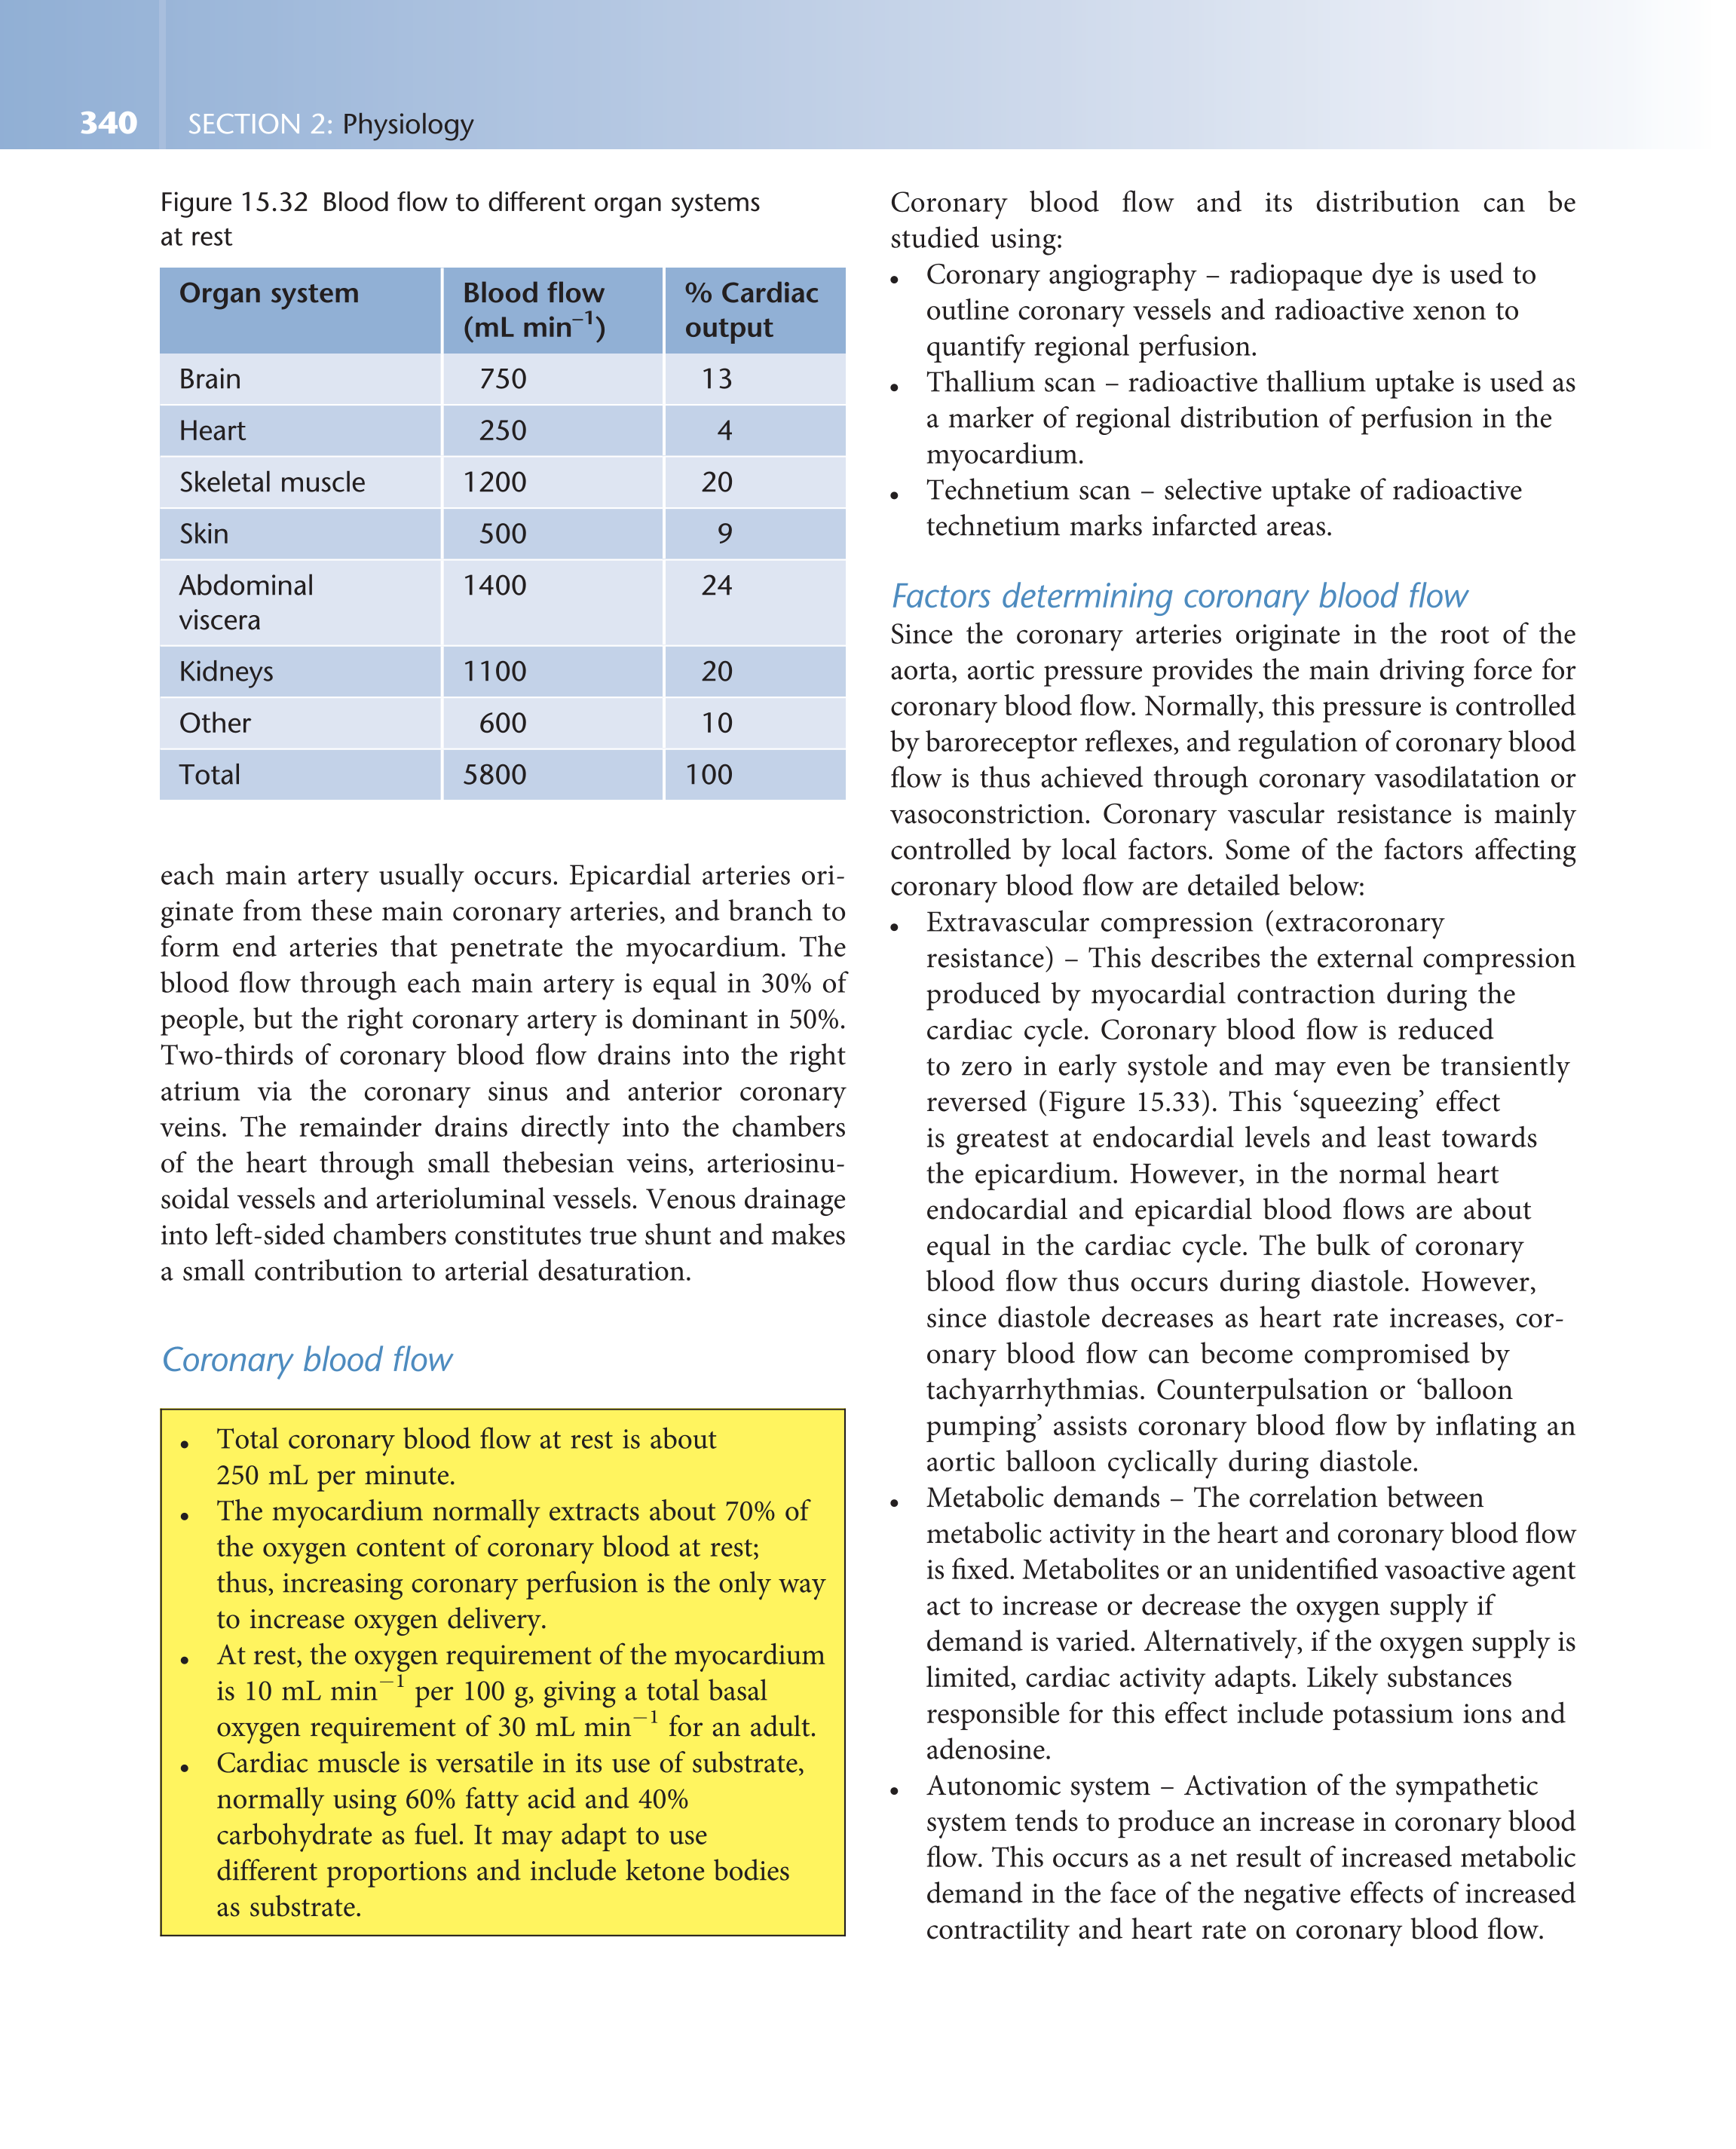 340 SECTION 2: Physiology
Figure 15.32 Blood flow to different organ systems
at rest
Organ system Blood flow (mL min⁻¹) % Cardiac output
Brain 750 13
Heart 250 4
Skeletal muscle 1200 20
Skin 500 9
Abdominal viscera 1400 24
Kidneys 1100 20
Other 600 10
Total 5800 100
each main artery usually occurs. Epicardial arteries ori-
ginate from these main coronary arteries, and branch to
form end arteries that penetrate the myocardium. The
blood flow through each main artery is equal in 30% of
people, but the right coronary artery is dominant in 50%.
Two-thirds of coronary blood flow drains into the right
atrium via the coronary sinus and anterior coronary
veins. The remainder drains directly into the chambers
of the heart through small thebesian veins, arteriosinu-
soidal vessels and arterioluminal vessels. Venous drainage
into left-sided chambers constitutes true shunt and makes
a small contribution to arterial desaturation.
Coronary blood flow
• Total coronary blood flow at rest is about
250 mL per minute.
• The myocardium normally extracts about 70% of
the oxygen content of coronary blood at rest;
thus, increasing coronary perfusion is the only way
to increase oxygen delivery.
• At rest, the oxygen requirement of the myocardium
is 10 mL min⁻¹ per 100 g, giving a total basal
oxygen requirement of 30 mL min⁻¹ for an adult.
• Cardiac muscle is versatile in its use of substrate,
normally using 60% fatty acid and 40%
carbohydrate as fuel. It may adapt to use
different proportions and include ketone bodies
as substrate.
Coronary blood flow and its distribution can be
studied using:
• Coronary angiography – radiopaque dye is used to
outline coronary vessels and radioactive xenon to
quantify regional perfusion.
• Thallium scan – radioactive thallium uptake is used as
a marker of regional distribution of perfusion in the
myocardium.
• Technetium scan – selective uptake of radioactive
technetium marks infarcted areas.
Factors determining coronary blood flow
Since the coronary arteries originate in the root of the
aorta, aortic pressure provides the main driving force for
coronary blood flow. Normally, this pressure is controlled
by baroreceptor reflexes, and regulation of coronary blood
flow is thus achieved through coronary vasodilatation or
vasoconstriction. Coronary vascular resistance is mainly
controlled by local factors. Some of the factors affecting
coronary blood flow are detailed below:
• Extravascular compression (extracoronary
resistance) – This describes the external compression
produced by myocardial contraction during the
cardiac cycle. Coronary blood flow is reduced
to zero in early systole and may even be transiently
reversed (Figure 15.33). This ‘squeezing’ effect
is greatest at endocardial levels and least towards
the epicardium. However, in the normal heart
endocardial and epicardial blood flows are about
equal in the cardiac cycle. The bulk of coronary
blood flow thus occurs during diastole. However,
since diastole decreases as heart rate increases, cor-
onary blood flow can become compromised by
tachyarrhythmias. Counterpulsation or ‘balloon
pumping’ assists coronary blood flow by inflating an
aortic balloon cyclically during diastole.
• Metabolic demands – The correlation between
metabolic activity in the heart and coronary blood flow
is fixed. Metabolites or an unidentified vasoactive agent
act to increase or decrease the oxygen supply if
demand is varied. Alternatively, if the oxygen supply is
limited, cardiac activity adapts. Likely substances
responsible for this effect include potassium ions and
adenosine.
• Autonomic system – Activation of the sympathetic
system tends to produce an increase in coronary blood
flow. This occurs as a net result of increased metabolic
demand in the face of the negative effects of increased
contractility and heart rate on coronary blood flow.